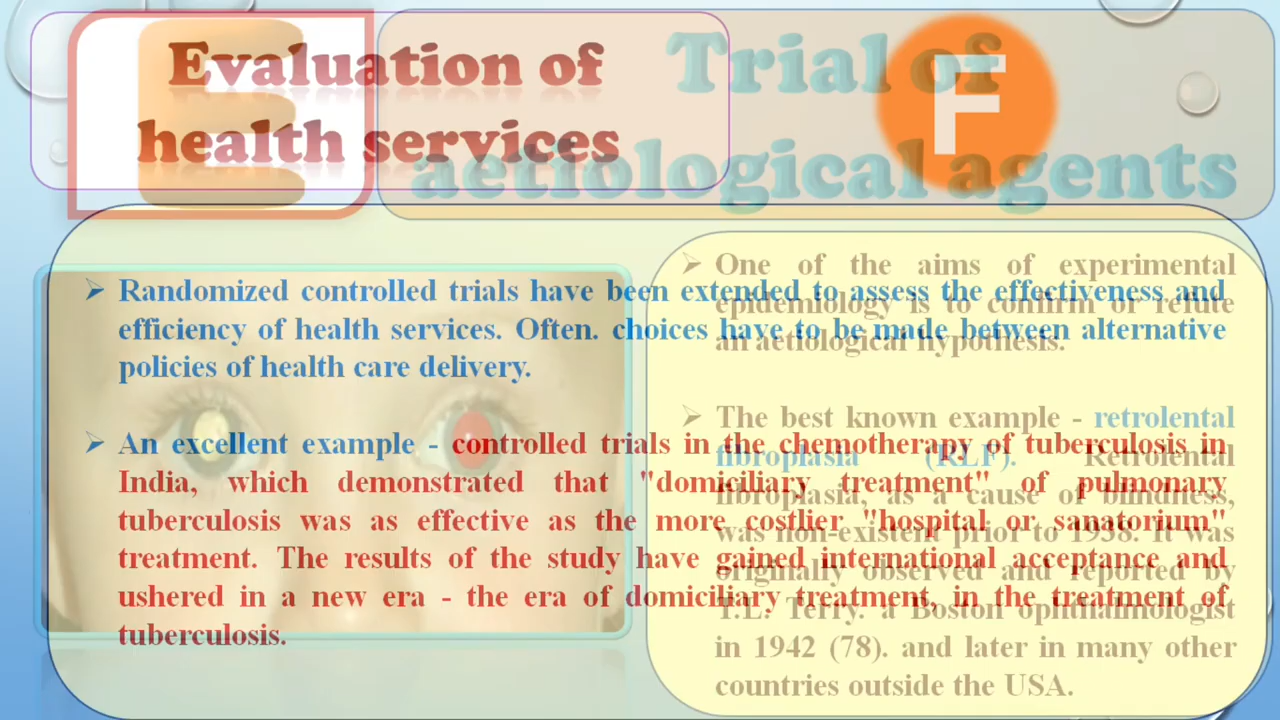 E
Evaluation of
health services
Trial of
aetiological agents
F
➢ Randomized controlled trials have been extended to assess the effectiveness and
efficiency of health services. Often. choices have to be made between alternative
policies of health care delivery.
➢ An excellent example - controlled trials in the chemotherapy of tuberculosis in
India, which demonstrated that "domiciliary treatment" of pulmonary
tuberculosis was as effective as the more costlier "hospital or sanatorium"
treatment. The results of the study have gained international acceptance and
ushered in a new era - the era of domiciliary treatment, in the treatment of
tuberculosis.
➢ One of the aims of experimental
epidemiology is to confirm or refute
an aetiological hypothesis.
➢ The best known example - retrolental
fibroplasia (RLF). Retrolental
fibroplasia, as a cause of blindness,
was non-existent prior to 1938. It was
originally observed and reported by
T.L. Terry. a Boston ophthalmologist
in 1942 (78). and later in many other
countries outside the USA.